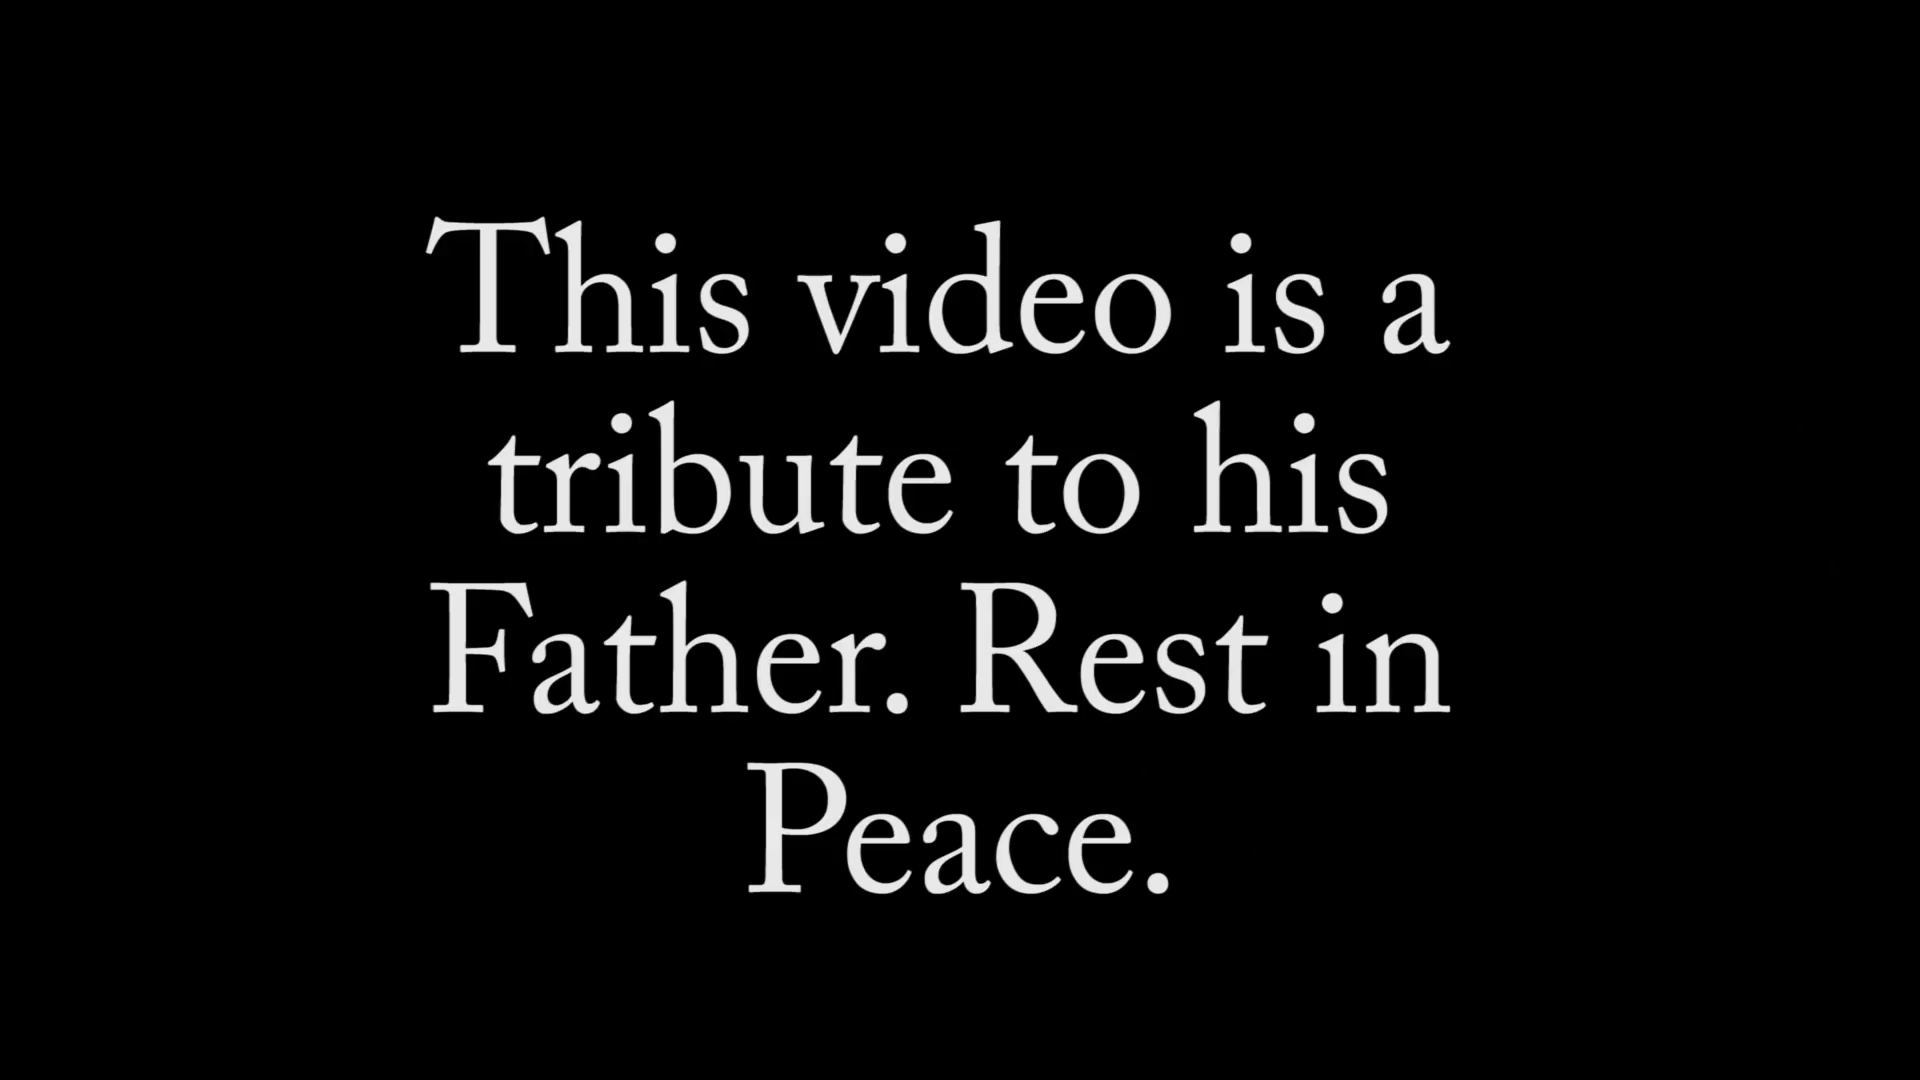 This video is a
tribute to his
Father. Rest in
Peace.